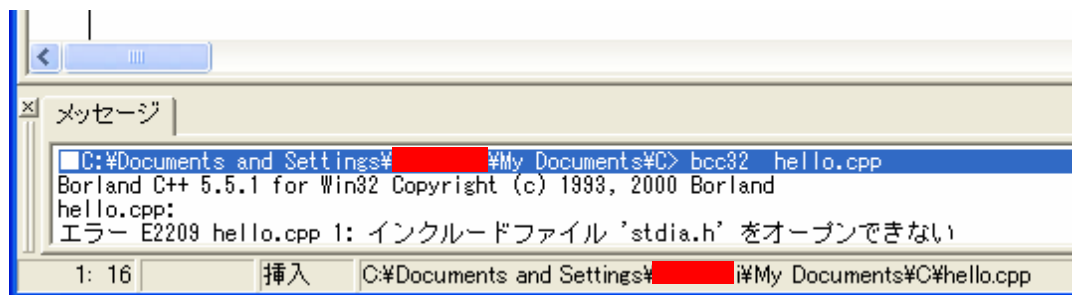 メッセージ
■C:¥Documents and Settings¥ ¥My Documents¥C> bcc32  hello.cpp
Borland C++ 5.5.1 for Win32 Copyright (c) 1993, 2000 Borland
hello.cpp:
エラー E2209 hello.cpp 1: インクルードファイル 'stdia.h' をオープンできない
1: 16 挿入 C:¥Documents and Settings¥ i¥My Documents¥C¥hello.cpp